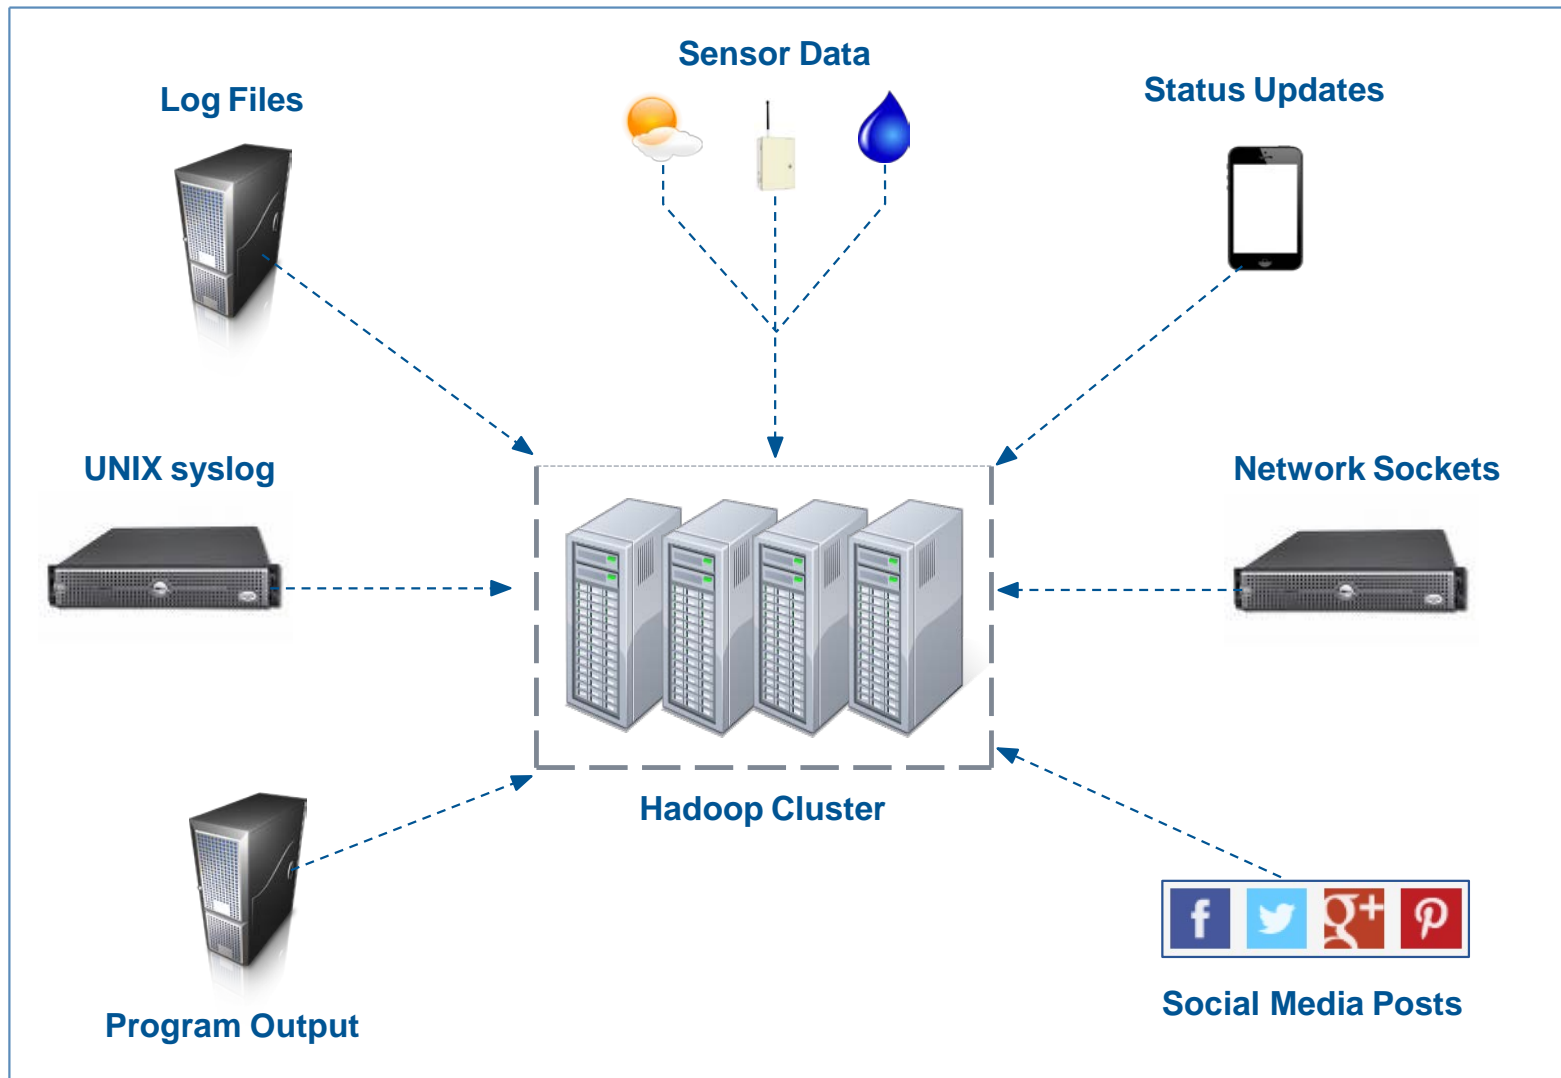 Sensor Data
Log Files
Status Updates
UNIX syslog
Network Sockets
Hadoop Cluster
f
g+
Social Media Posts
Program Output